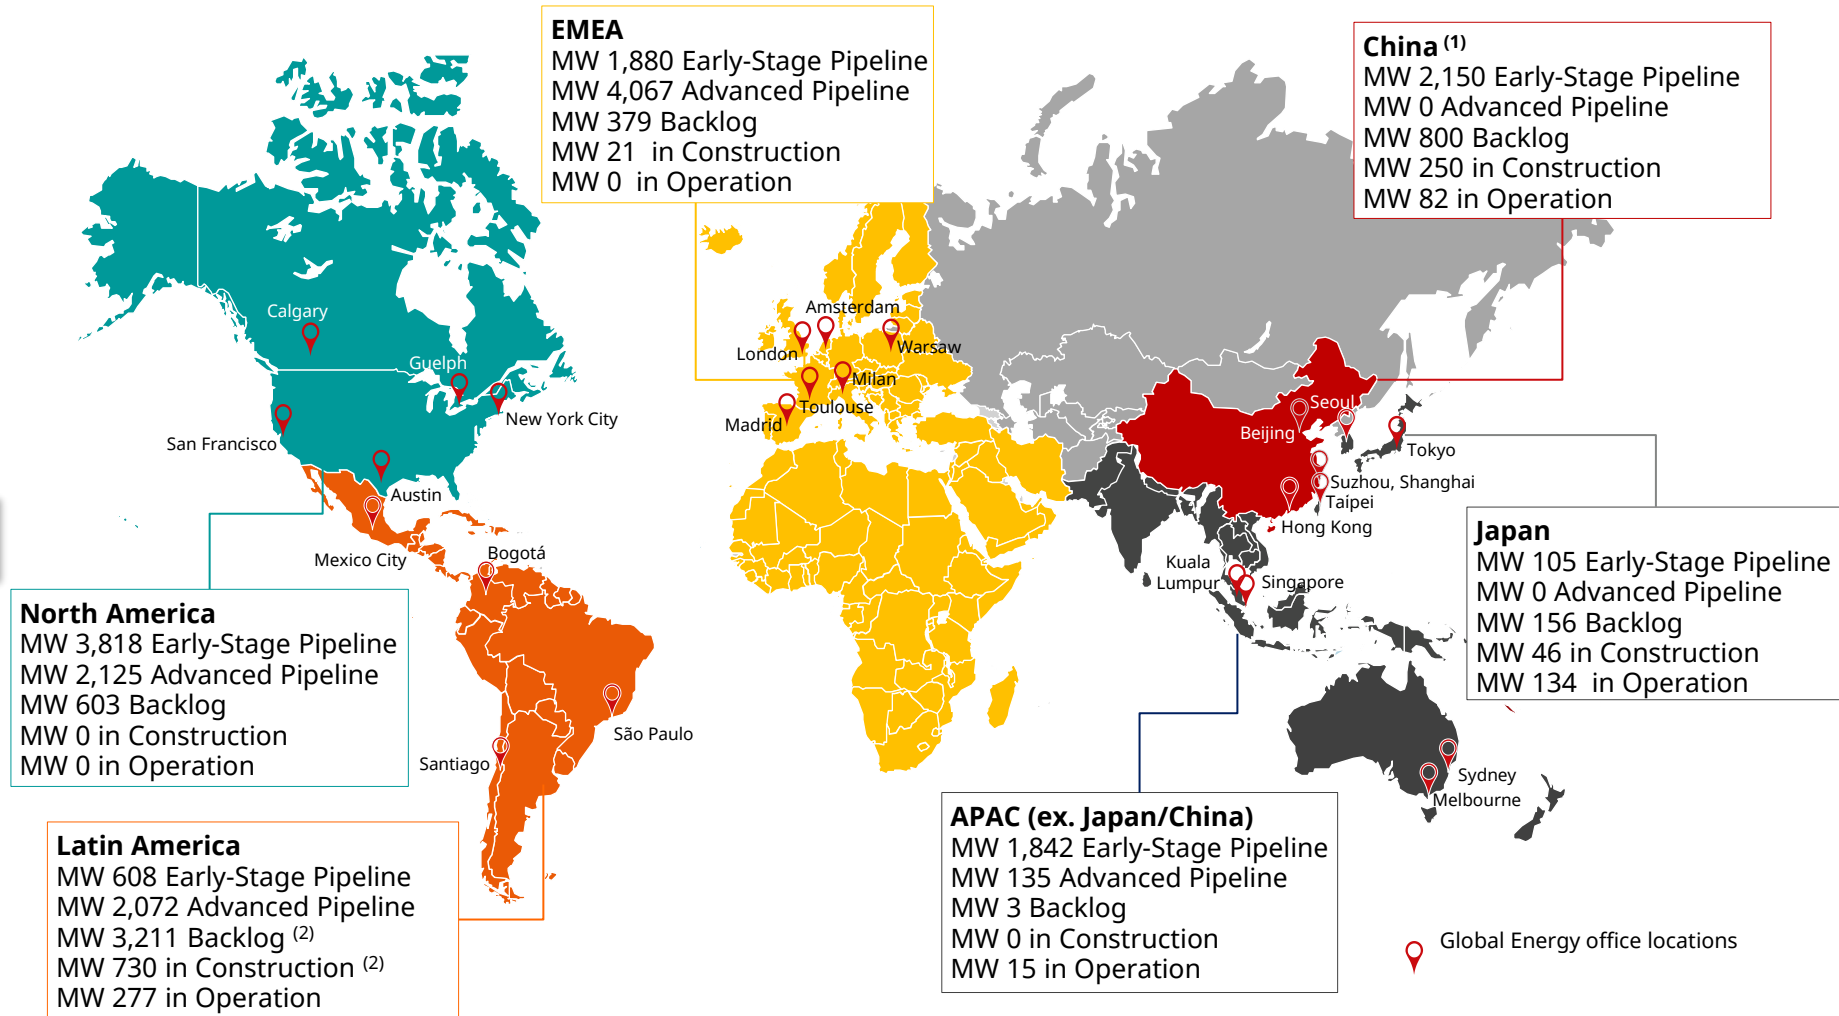 EMEA
MW 1,880 Early-Stage Pipeline
MW 4,067 Advanced Pipeline
MW 379 Backlog
MW 21  in Construction
MW 0  in Operation
China (1)
MW 2,150 Early-Stage Pipeline
MW 0 Advanced Pipeline
MW 800 Backlog
MW 250 in Construction
MW 82 in Operation
Calgary
Guelph
New York City
San Francisco
Austin
Mexico City
Bogotá
São Paulo
Santiago
Amsterdam
London
Warsaw
Milan
Toulouse
Madrid
Seoul
Beijing
Tokyo
Suzhou, Shanghai
Taipei
Hong Kong
Kuala
Lumpur
Singapore
Sydney
Melbourne
Japan
MW 105 Early-Stage Pipeline
MW 0 Advanced Pipeline
MW 156 Backlog
MW 46 in Construction
MW 134  in Operation
North America
MW 3,818 Early-Stage Pipeline
MW 2,125 Advanced Pipeline
MW 603 Backlog
MW 0 in Construction
MW 0 in Operation
Latin America
MW 608 Early-Stage Pipeline
MW 2,072 Advanced Pipeline
MW 3,211 Backlog (2)
MW 730 in Construction (2)
MW 277 in Operation
APAC (ex. Japan/China)
MW 1,842 Early-Stage Pipeline
MW 135 Advanced Pipeline
MW 3 Backlog
MW 0 in Construction
MW 15 in Operation
Global Energy office locations